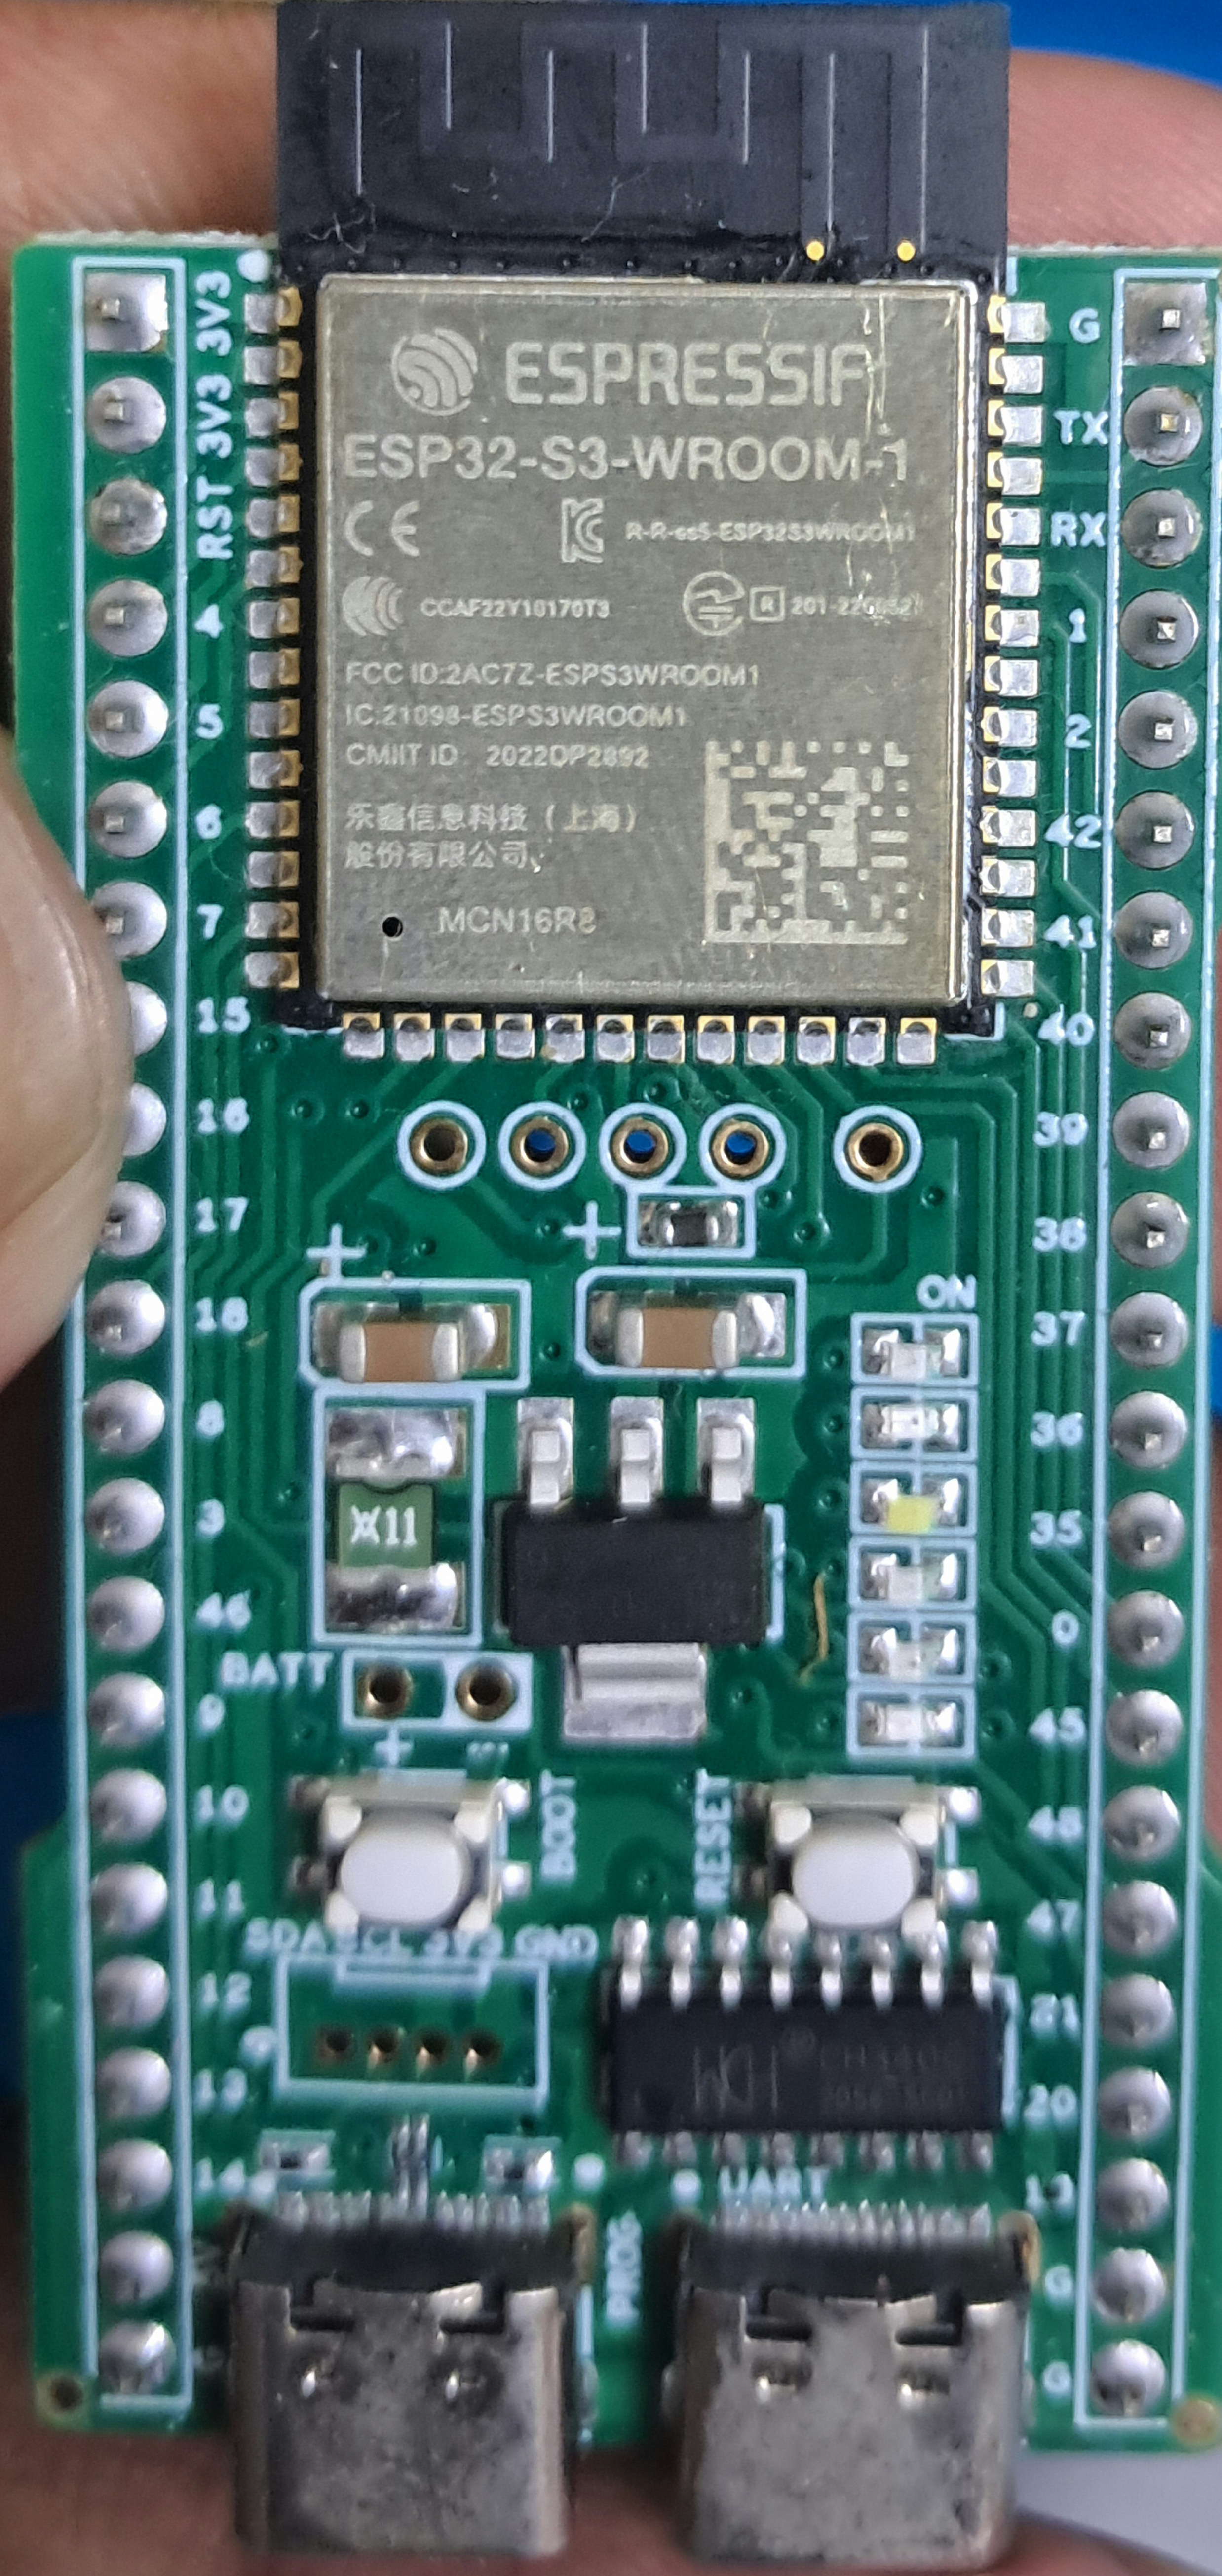 ESPRESSIF
ESP32-S3-WROOM-1
CE R-R-es5-ESP32S3WROOM1
CCAF22Y10170T3 R 201-220052
FCC ID:2AC7Z-ESPS3WROOM1
IC:21098-ESPS3WROOM1
CMIIT ID 2022DP2892
乐鑫信息科技(上海)
股份有限公司
MCN16R8
3V3
3V3
RST
4
5
6
7
15
16
17
18
8
3
46
9
10
11
12
13
14
G
TX
RX
1
2
42
41
40
39
38
37
36
35
0
45
48
47
21
20
G
G
+
+
ON
11
BATT
+
BOOT
RESET
SDA SCL 3V3 GND
WCH
UART
PROG